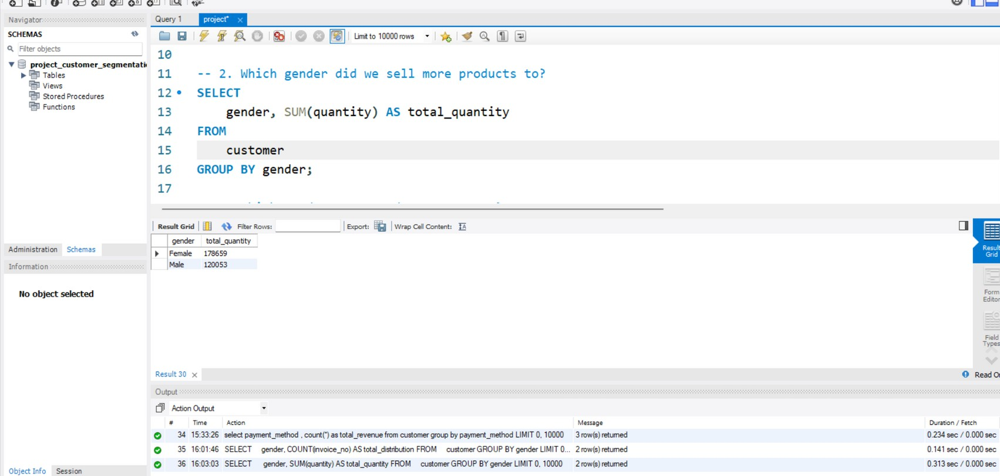 Navigator
SCHEMAS
Filter objects
project_customer_segmentati
Tables
Views
Stored Procedures
Functions
Administration Schemas
Information
No object selected
Object Info Session
Query 1 project*
Limit to 10000 rows
10
11 -- 2. Which gender did we sell more products to?
12 SELECT
13 gender, SUM(quantity) AS total_quantity
14 FROM
15 customer
16 GROUP BY gender;
17
Result Grid Filter Rows: Export: Wrap Cell Content:
gender total_quantity
Female 178659
Male 120053
Result Grid
Form Editor
Field Types
Result 30 Read On
Output
Action Output
# Time Action Message Duration / Fetch
34 15:33:26 select payment_method , count(*) as total_revenue from customer group by payment_method LIMIT 0, 10000 3 row(s) returned 0.234 sec / 0.000 sec
35 16:01:46 SELECT gender, COUNT(invoice_no) AS total_distribution FROM customer GROUP BY gender LIMIT 0... 2 row(s) returned 0.141 sec / 0.000 sec
36 16:03:03 SELECT gender, SUM(quantity) AS total_quantity FROM customer GROUP BY gender LIMIT 0, 10000 2 row(s) returned 0.313 sec / 0.000 sec